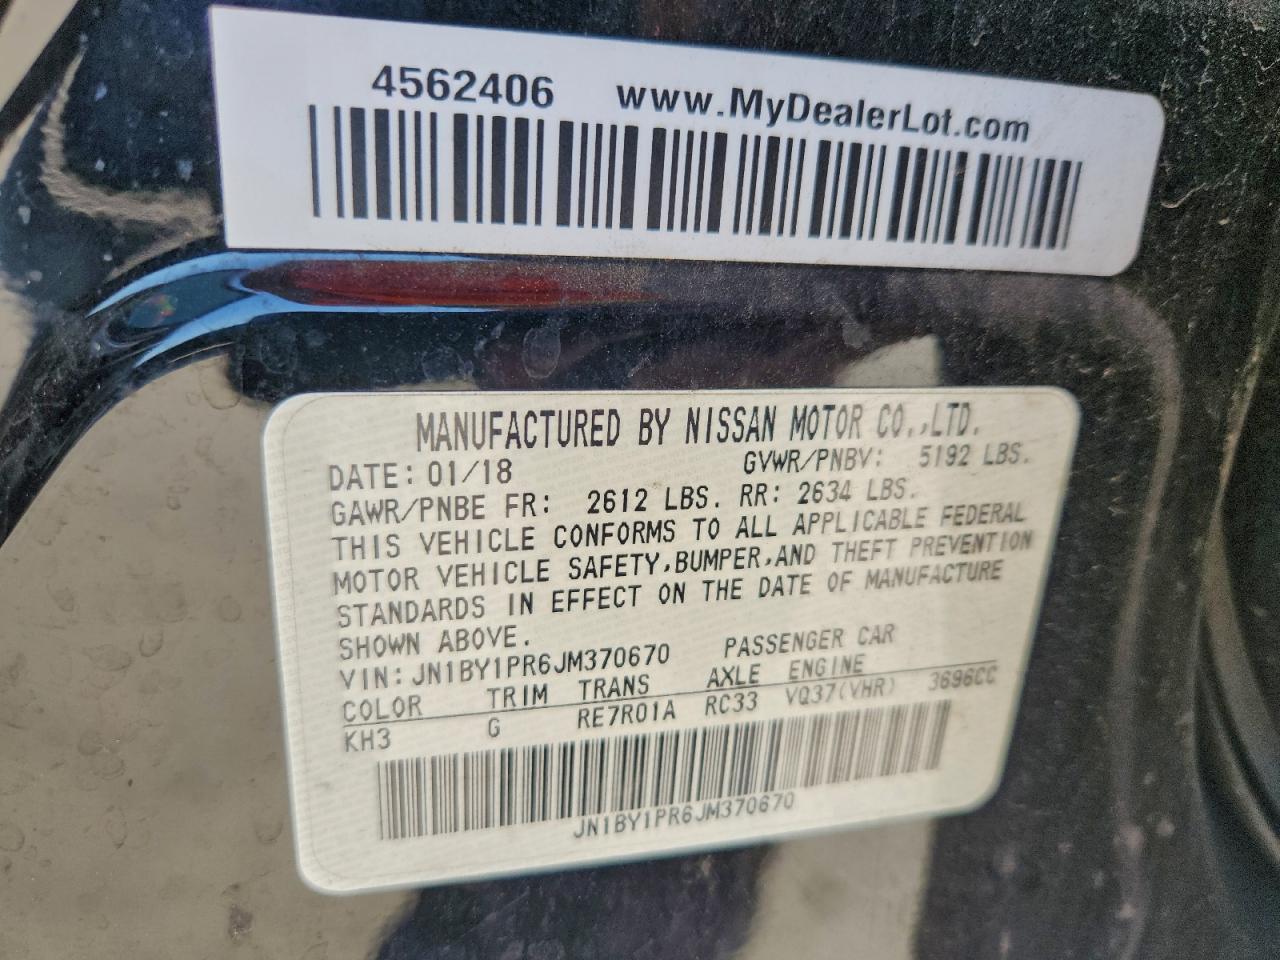 4562406 www.MyDealerLot.com
MANUFACTURED BY NISSAN MOTOR CO.,LTD.
DATE: 01/18 GVWR/PNBV: 5192 LBS.
GAWR/PNBE FR: 2612 LBS. RR: 2634 LBS.
THIS VEHICLE CONFORMS TO ALL APPLICABLE FEDERAL
MOTOR VEHICLE SAFETY,BUMPER,AND THEFT PREVENTION
STANDARDS IN EFFECT ON THE DATE OF MANUFACTURE
SHOWN ABOVE.
VIN:JN1BY1PR6JM370670 PASSENGER CAR
COLOR TRIM TRANS AXLE ENGINE
KH3 G RE7R01A RC33 VQ37(VHR) 3696CC
JN1BY1PR6JM370670